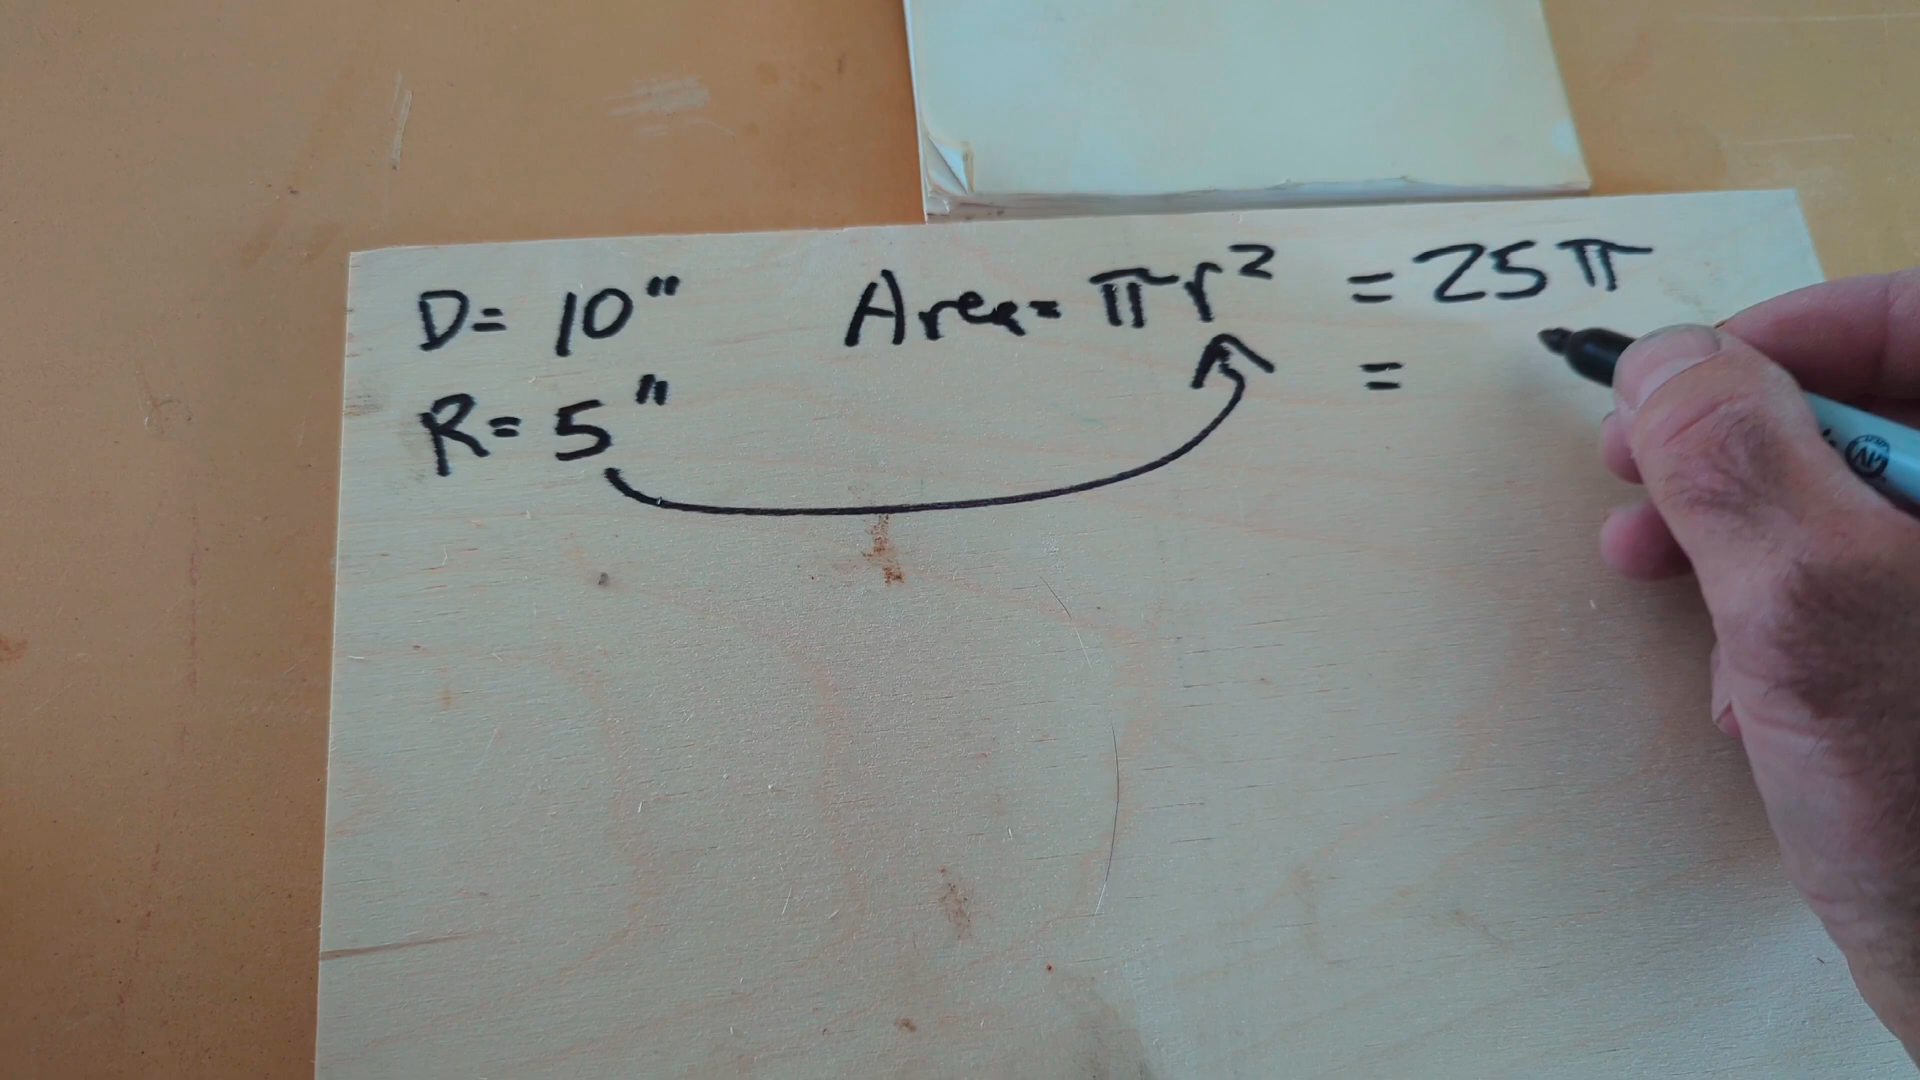 D= 10" Area= πr² = 25π
R= 5" =